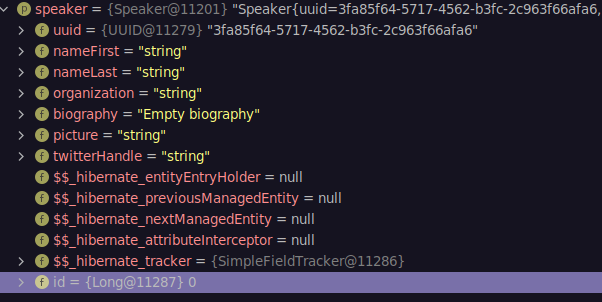 p speaker = {Speaker@11201} "Speaker{uuid=3fa85f64-5717-4562-b3fc-2c963f66afa6,
f uuid = {UUID@11279} "3fa85f64-5717-4562-b3fc-2c963f66afa6"
f nameFirst = "string"
f nameLast = "string"
f organization = "string"
f biography = "Empty biography"
f picture = "string"
f twitterHandle = "string"
f $$_hibernate_entityEntryHolder = null
f $$_hibernate_previousManagedEntity = null
f $$_hibernate_nextManagedEntity = null
f $$_hibernate_attributeInterceptor = null
f $$_hibernate_tracker = {SimpleFieldTracker@11286}
f id = {Long@11287} 0